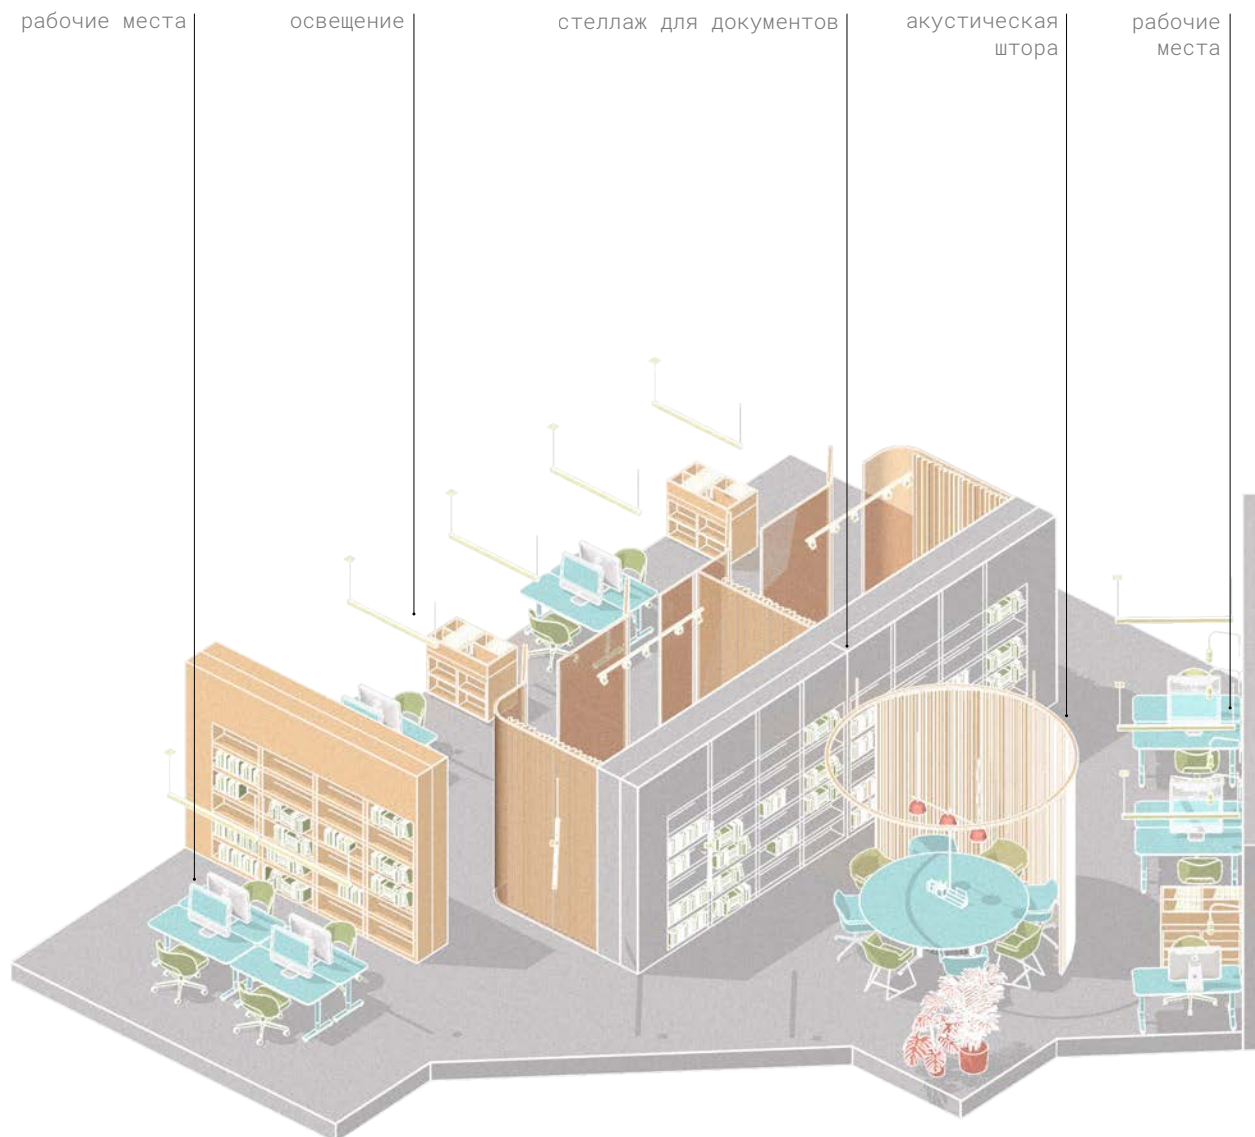 рабочие места
освещение
стеллаж для документов
акустическая
штора
рабочие
места